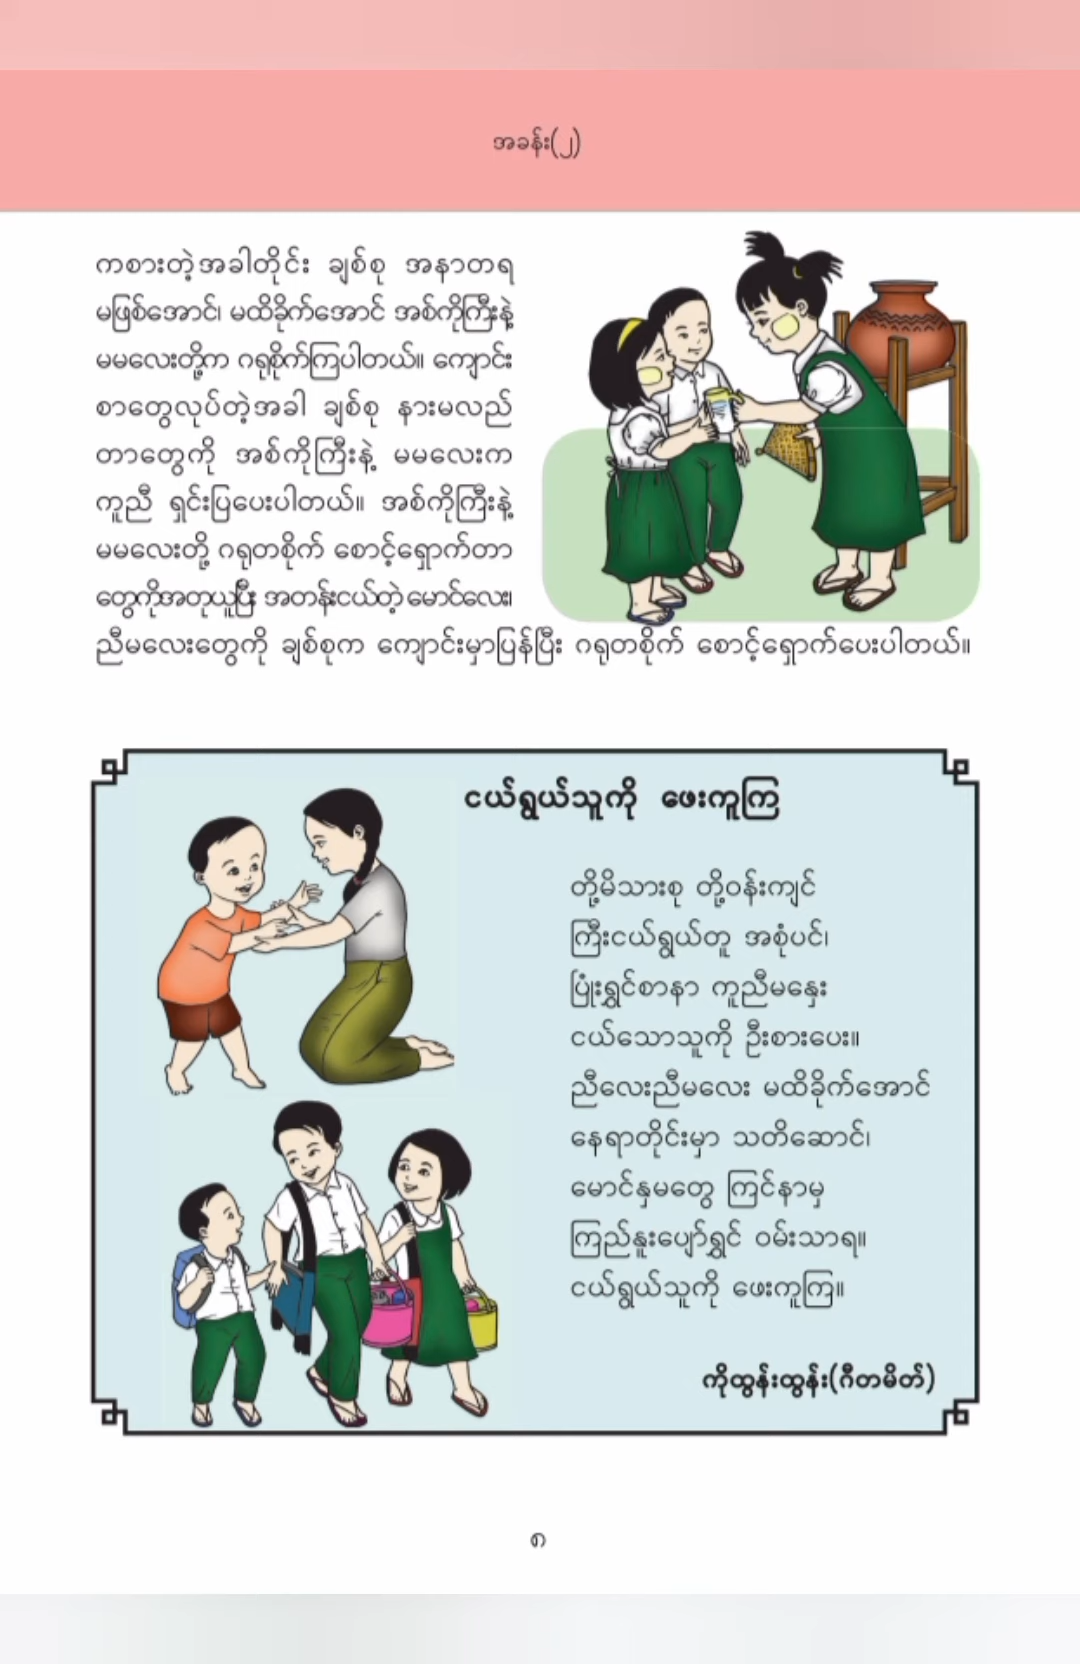 အခန်း(၂)
ကစားတဲ့အခါတိုင်း ချစ်စု အနာတရ
မဖြစ်အောင်၊ မထိခိုက်အောင် အစ်ကိုကြီးနဲ့
မမလေးတို့က ဂရုစိုက်ကြပါတယ်။ ကျောင်း
စာတွေလုပ်တဲ့အခါ ချစ်စု နားမလည်
တာတွေကို အစ်ကိုကြီးနဲ့ မမလေးက
ကူညီ ရှင်းပြပေးပါတယ်။ အစ်ကိုကြီးနဲ့
မမလေးတို့ ဂရုတစိုက် စောင့်ရှောက်တာ
တွေကိုအတုယူပြီး အတန်းငယ်တဲ့ မောင်လေး၊
ညီမလေးတွေကို ချစ်စုက ကျောင်းမှာပြန်ပြီး ဂရုတစိုက် စောင့်ရှောက်ပေးပါတယ်။
ငယ်ရွယ်သူကို ဖေးကူကြ
တို့မိသားစု တို့ဝန်းကျင်
ကြီးငယ်ရွယ်တူ အစုံပင်၊
ပြုံးရွှင်စာနာ ကူညီမနှေး
ငယ်သောသူကို ဦးစားပေး။
ညီလေးညီမလေး မထိခိုက်အောင်
နေရာတိုင်းမှာ သတိဆောင်၊
မောင်နှမတွေ ကြင်နာမှ
ကြည်နူးပျော်ရွှင် ဝမ်းသာရ။
ငယ်ရွယ်သူကို ဖေးကူကြ။
ကိုထွန်းထွန်း(ဂီတမိတ်)
၈